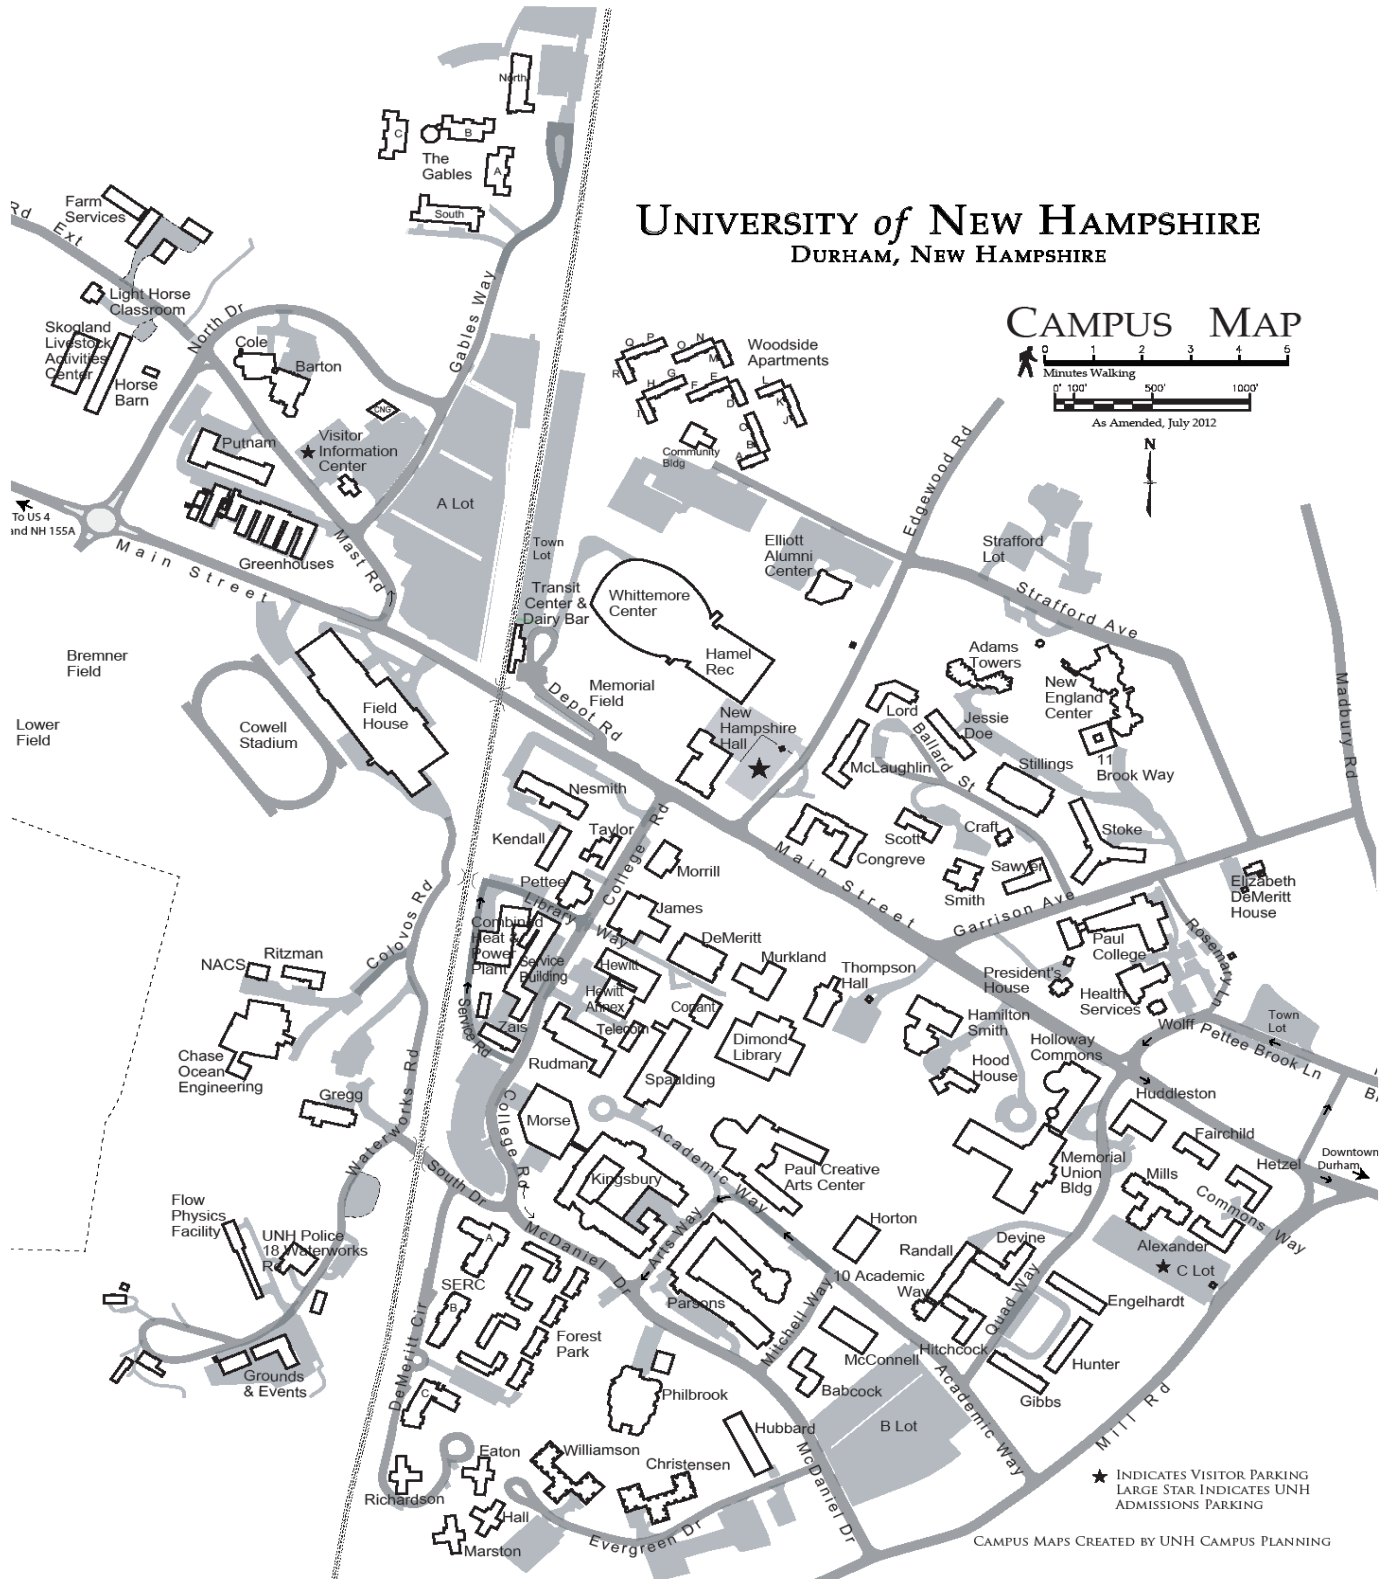 UNIVERSITY of NEW HAMPSHIRE
DURHAM, NEW HAMPSHIRE
CAMPUS MAP
0 1 2 3 4 5
Minutes Walking
0' 100' 500' 1000'
As Amended, July 2012
N
North
C
B
The
Gables
A
South
Farm
Services
Rd
Ext
Light Horse
Classroom
North Dr
Gables Way
Skogland
Livestock
Activities
Center
Horse
Barn
Cole
Barton
CNG
Putnam
Visitor
Information
Center
A Lot
To US 4
and NH 155A
Main Street
Greenhouses
Mast Rd
Town
Lot
Transit
Center &
Dairy Bar
Q
P
O
N
M
R
H
G
F
E
D
I
L
K
J
C
B
A
Woodside
Apartments
Community
Bldg
Edgewood Rd
Elliott
Alumni
Center
Strafford
Lot
Strafford Ave
Madbury Rd
Whittemore
Center
Hamel
Rec
Bremner
Field
Lower
Field
Cowell
Stadium
Field
House
Memorial
Field
Depot Rd
New
Hampshire
Hall
Adams
Towers
New
England
Center
Lord
Jessie
Doe
Ballard St
McLaughlin
Stillings
11
Brook Way
Nesmith
Kendall
Taylor
College Rd
Morrill
Pettee
Library Way
Main Street
Congreve
Scott
Craft
Stoke
Sawyer
Smith
Garrison Ave
Elizabeth
DeMeritt
House
Colovos Rd
Combined
Heat &
Power
Plant
Service
Building
James
DeMeritt
Hewitt
Hewitt
Annex
Murkland
Thompson
Hall
Paul
College
President's
House
Health
Services
Rosemary Ln
Wolff
Town
Lot
Pettee Brook Ln
NACS
Ritzman
Chase
Ocean
Engineering
Gregg
Service Rd
Zais
Rudman
Telecom
Conant
Spaulding
Dimond
Library
Hamilton
Smith
Hood
House
Holloway
Commons
Huddleston
Fairchild
Hetzel
Downtown
Durham
Waterworks Rd
College Rd
Morse
Academic Way
Paul Creative
Arts Center
Kingsbury
Memorial
Union
Bldg
Mills
Commons Way
Alexander
C Lot
South Dr
Flow
Physics
Facility
UNH Police
18 Waterworks
Rd
A
SERC
B
McDaniel Dr
Arts Way
Horton
Randall
Devine
10 Academic
Way
Quad Way
Engelhardt
Parsons
Mitchell Way
Forest
Park
DeMeritt Cir
McConnell
Hitchcock
Hunter
Gibbs
Grounds
& Events
C
Philbrook
Babcock
Academic Way
Mill Rd
B Lot
Hubbard
McDaniel Dr
Eaton
Williamson
Christensen
Richardson
Hall
Marston
Evergreen Dr
INDICATES VISITOR PARKING
LARGE STAR INDICATES UNH
ADMISSIONS PARKING
CAMPUS MAPS CREATED BY UNH CAMPUS PLANNING